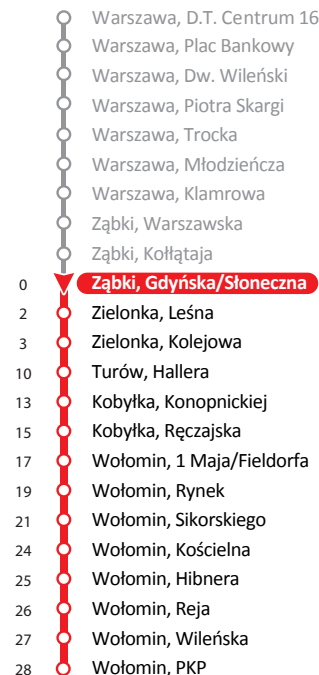 Warszawa, D.T. Centrum 16
Warszawa, Plac Bankowy
Warszawa, Dw. Wileński
Warszawa, Piotra Skargi
Warszawa, Trocka
Warszawa, Młodzieńcza
Warszawa, Klamrowa
Ząbki, Warszawska
Ząbki, Kołłątaja
0 Ząbki, Gdyńska/Słoneczna
2 Zielonka, Leśna
3 Zielonka, Kolejowa
10 Turów, Hallera
13 Kobyłka, Konopnickiej
15 Kobyłka, Ręczajska
17 Wołomin, 1 Maja/Fieldorfa
19 Wołomin, Rynek
21 Wołomin, Sikorskiego
24 Wołomin, Kościelna
25 Wołomin, Hibnera
26 Wołomin, Reja
27 Wołomin, Wileńska
28 Wołomin, PKP